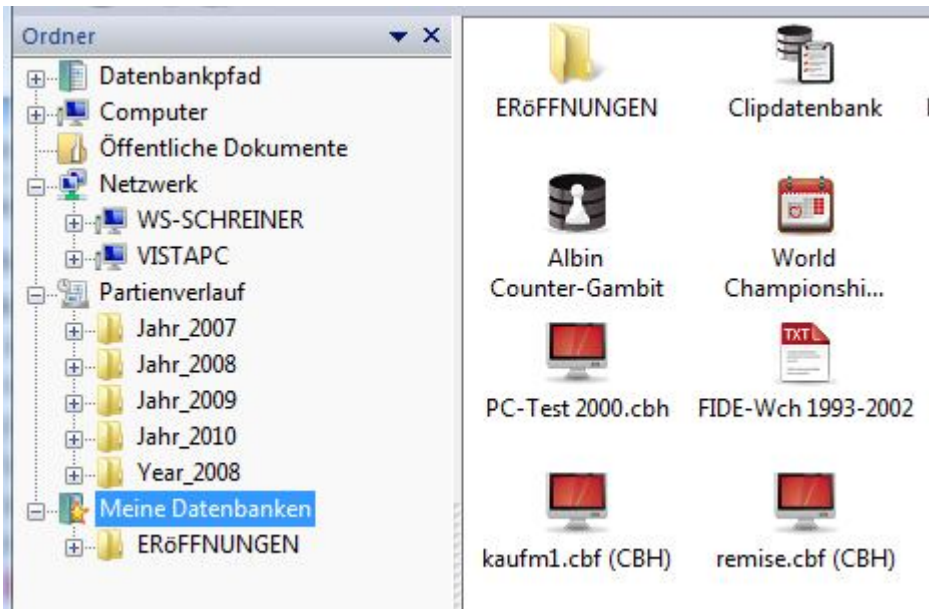 Ordner
Datenbankpfad
Computer
Öffentliche Dokumente
Netzwerk
WS-SCHREINER
VISTAPC
Partienverlauf
Jahr_2007
Jahr_2008
Jahr_2009
Jahr_2010
Year_2008
Meine Datenbanken
ERöFFNUNGEN
ERöFFNUNGEN
Clipdatenbank
Albin
Counter-Gambit
World
Championshi...
PC-Test 2000.cbh
TXT
FIDE-Wch 1993-2002
kaufm1.cbf (CBH)
remise.cbf (CBH)